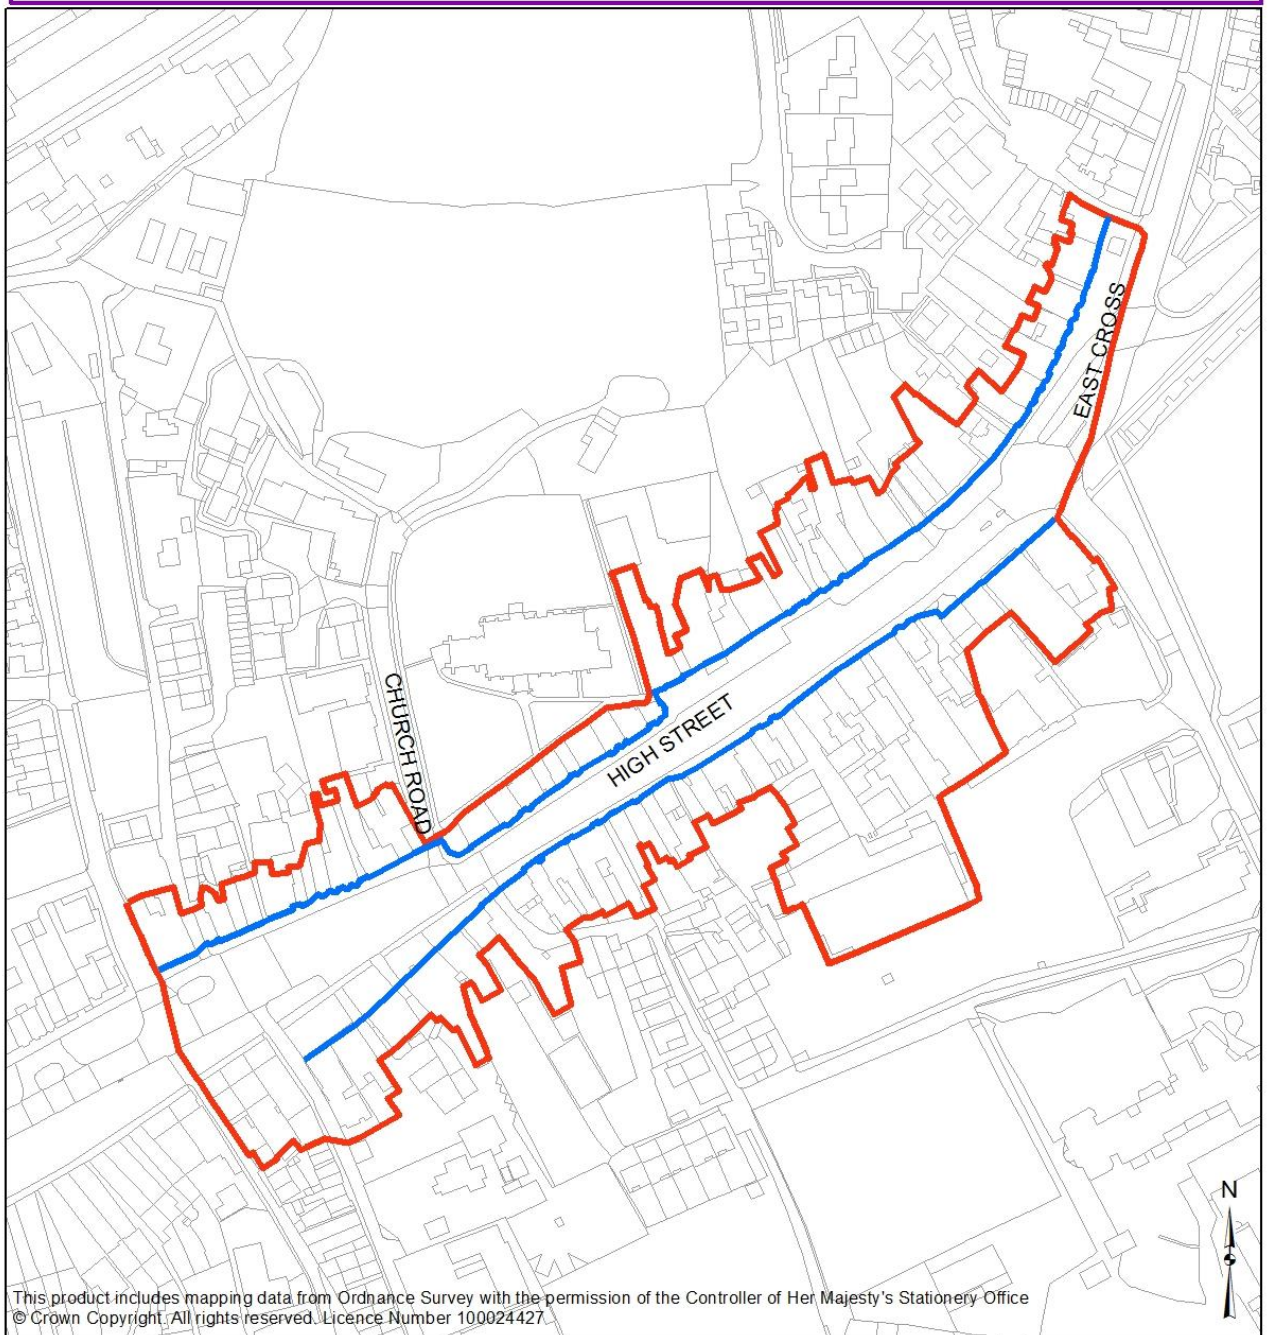 EAST CROSS
CHURCH ROAD
HIGH STREET
N
This product includes mapping data from Ordnance Survey with the permission of the Controller of Her Majesty's Stationery Office
© Crown Copyright. All rights reserved. Licence Number 100024427